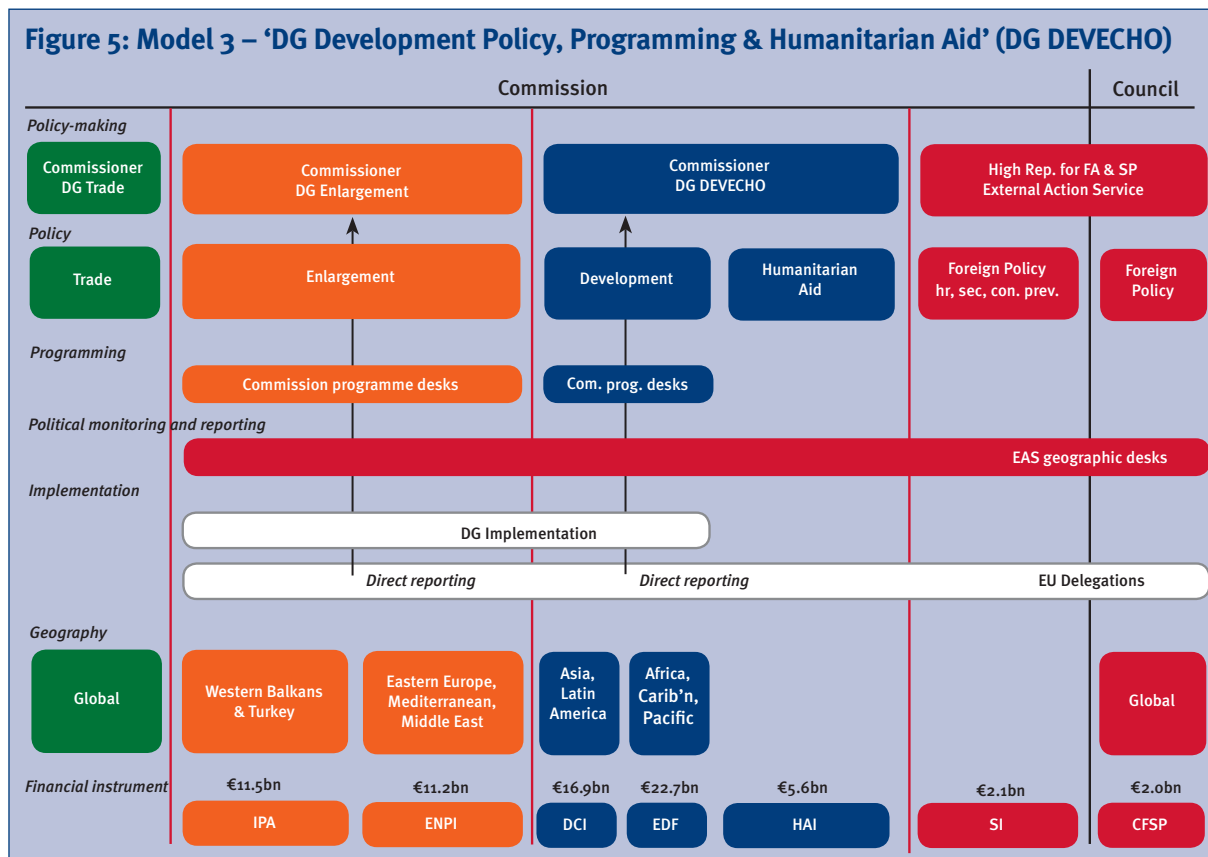 Figure 5: Model 3 – ‘DG Development Policy, Programming & Humanitarian Aid’ (DG DEVECHO)
Commission
Council
Policy-making
Commissioner
DG Trade
Commissioner
DG Enlargement
Commissioner
DG DEVECHO
High Rep. for FA & SP
External Action Service
Policy
Trade
Enlargement
Development
Humanitarian
Aid
Foreign Policy
hr, sec, con. prev.
Foreign
Policy
Programming
Commission programme desks
Com. prog. desks
Political monitoring and reporting
EAS geographic desks
Implementation
DG Implementation
Direct reporting
Direct reporting
EU Delegations
Geography
Global
Western Balkans
& Turkey
Eastern Europe,
Mediterranean,
Middle East
Asia,
Latin
America
Africa,
Carib’n,
Pacific
Global
Financial instrument
€11.5bn
€11.2bn
€16.9bn
€22.7bn
€5.6bn
€2.1bn
€2.0bn
IPA
ENPI
DCI
EDF
HAI
SI
CFSP